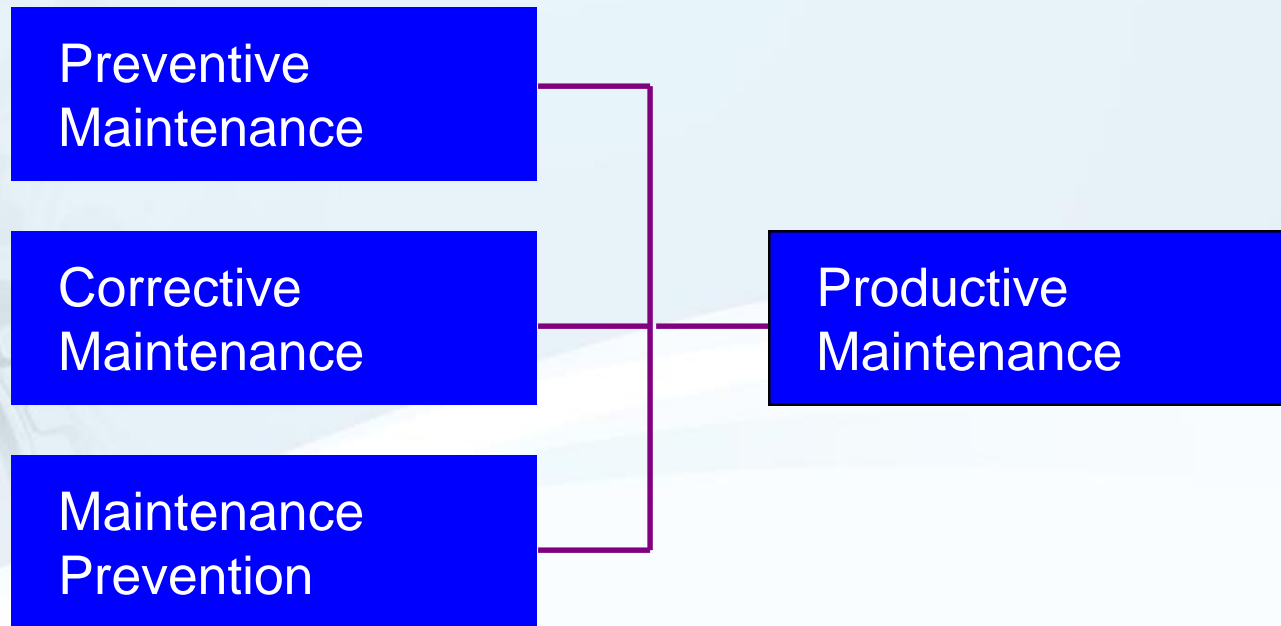 Preventive
Maintenance
Corrective
Maintenance
Maintenance
Prevention
Productive
Maintenance